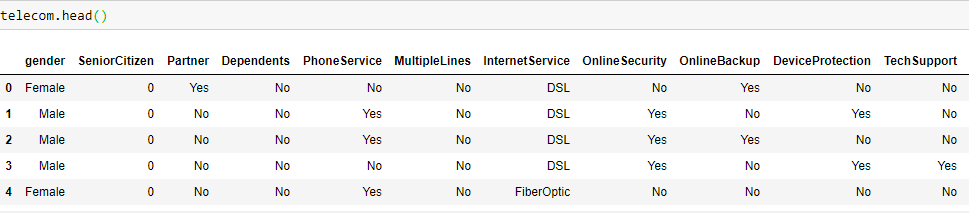 telecom.head()
gender SeniorCitizen Partner Dependents PhoneService MultipleLines InternetService OnlineSecurity OnlineBackup DeviceProtection TechSupport
0 Female 0 Yes No No No DSL No Yes No No
1 Male 0 No No Yes No DSL Yes No Yes No
2 Male 0 No No Yes No DSL Yes Yes No No
3 Male 0 No No No No DSL Yes No Yes Yes
4 Female 0 No No Yes No FiberOptic No No No No